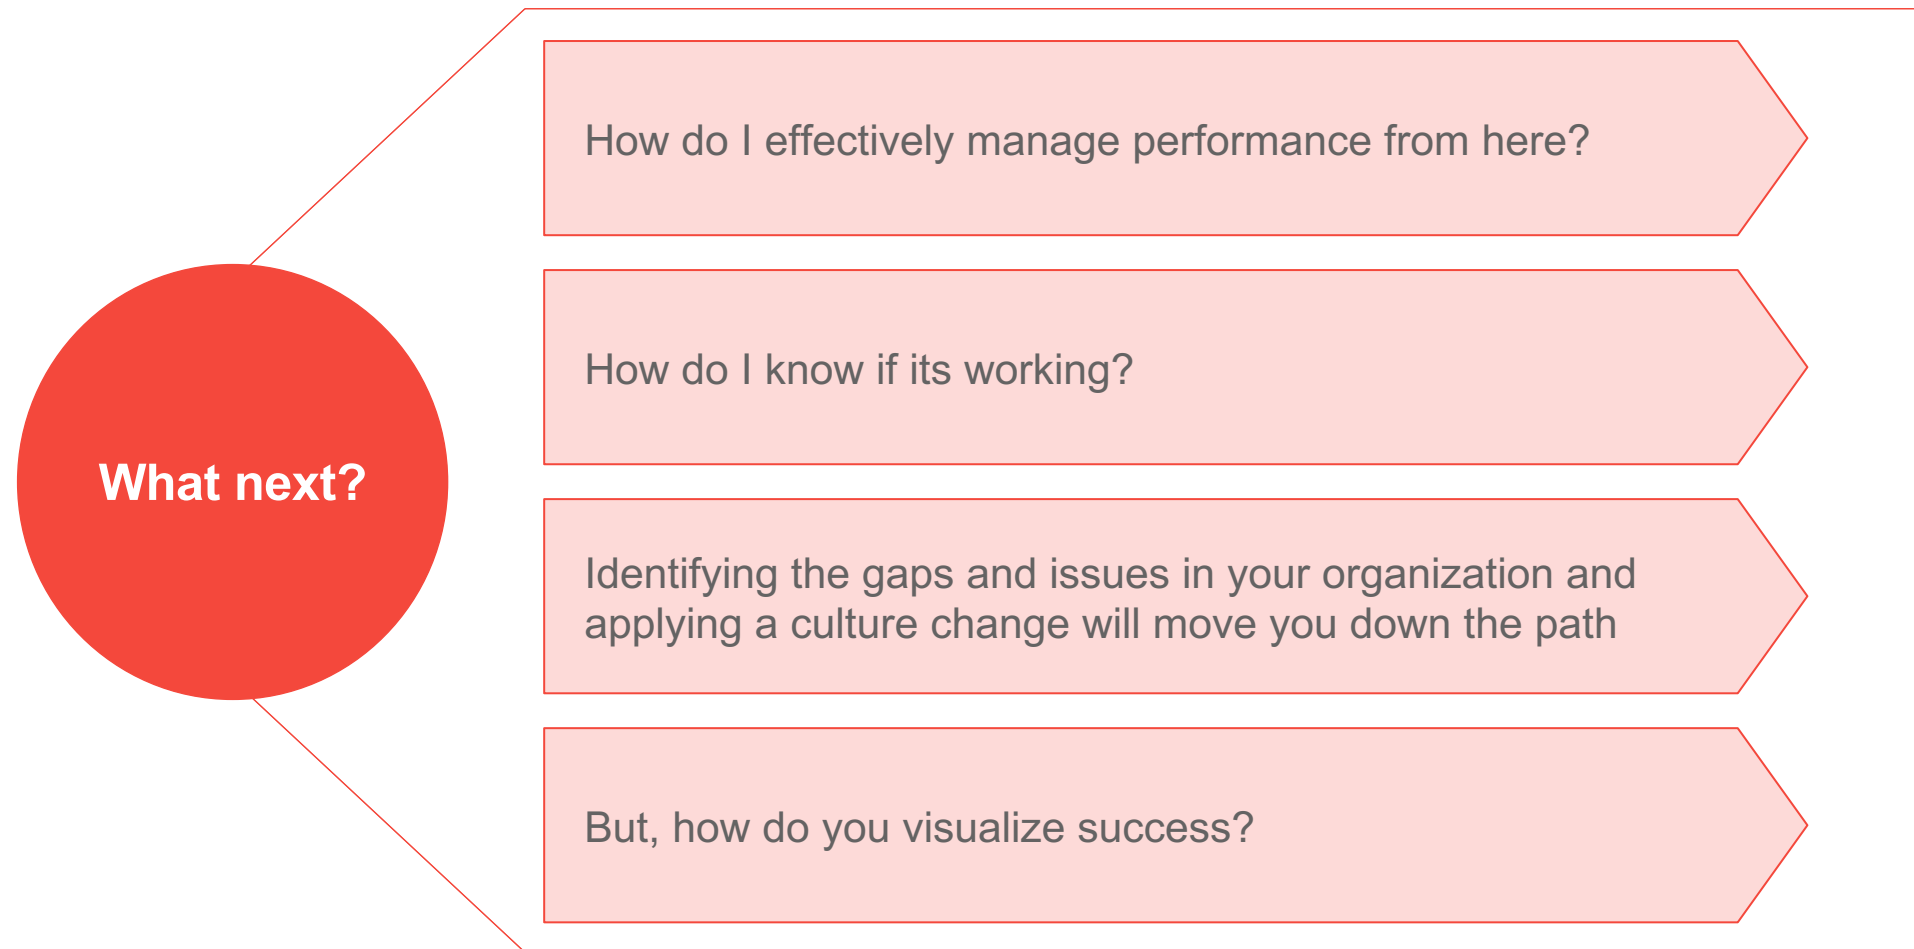 What next?
How do I effectively manage performance from here?
How do I know if its working?
Identifying the gaps and issues in your organization and
applying a culture change will move you down the path
But, how do you visualize success?